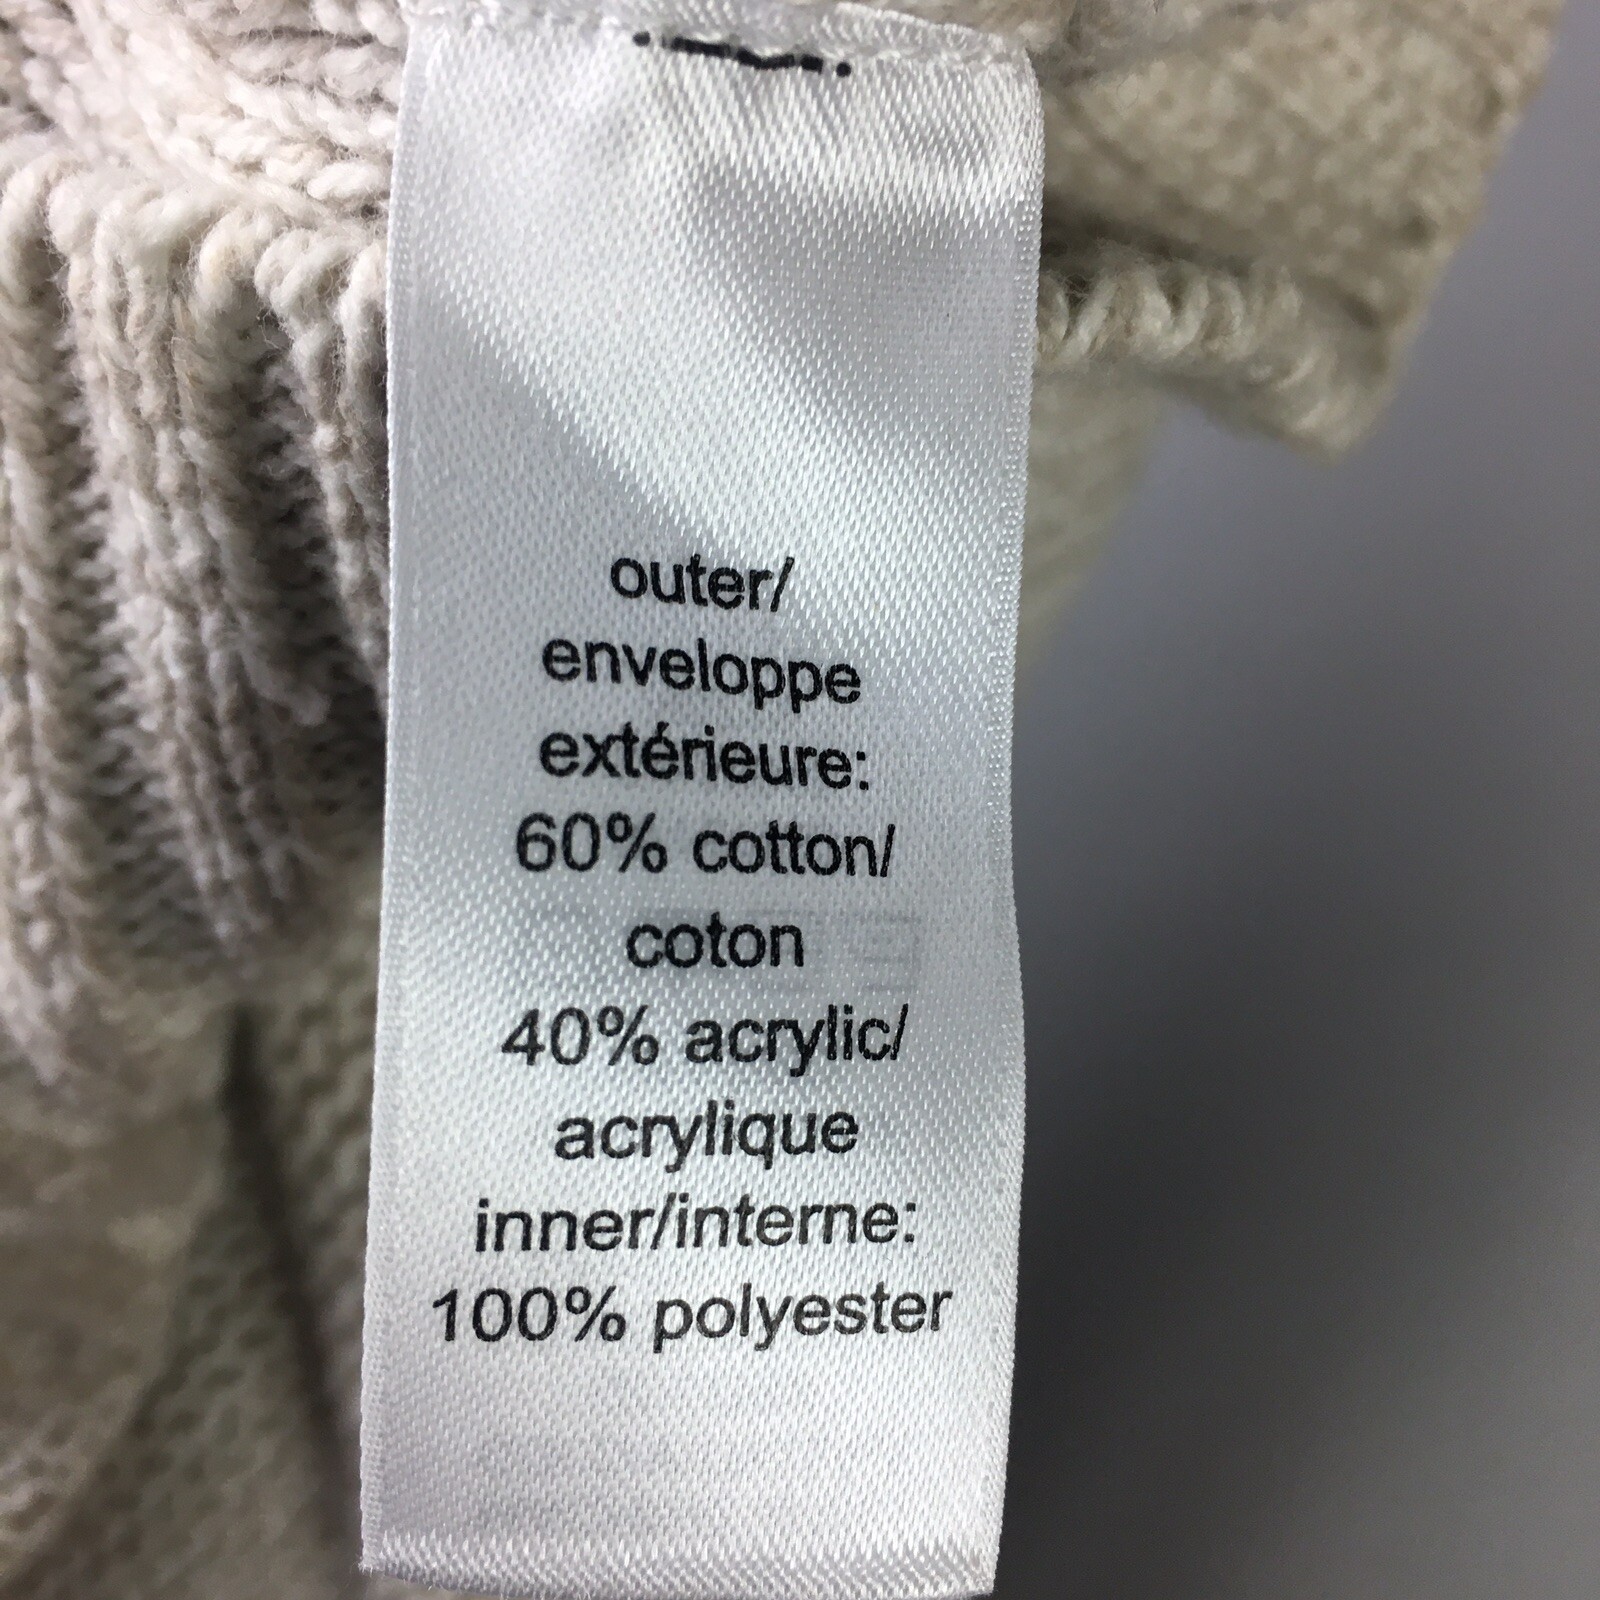 outer/
enveloppe
extérieure:
60% cotton/
coton
40% acrylic/
acrylique
inner/interne:
100% polyester